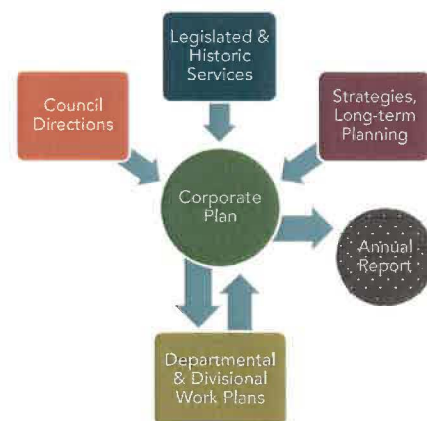 Legislated &
Historic
Services
Council
Directions
Strategies,
Long-term
Planning
Corporate
Plan
Annual
Report
Departmental
& Divisional
Work Plans